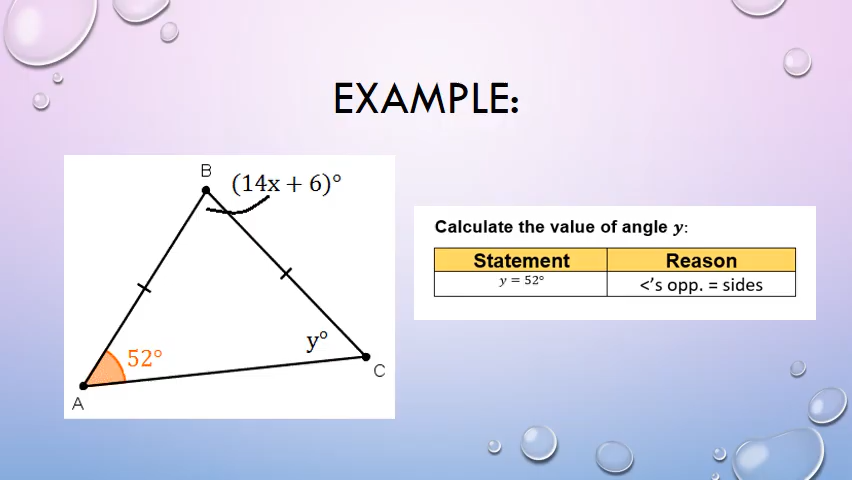 EXAMPLE:
B
(14x + 6)°
52°
y°
A
C
Calculate the value of angle y:
Statement Reason
y = 52° <'s opp. = sides